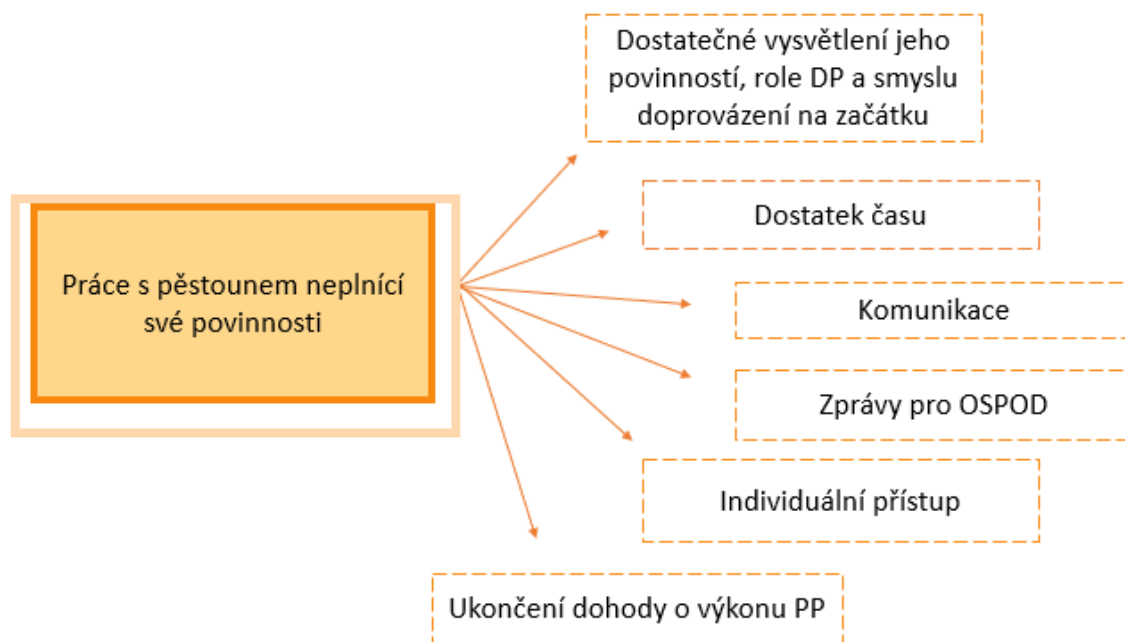 Dostatečné vysvětlení jeho
povinností, role DP a smyslu
doprovázení na začátku
Dostatek času
Práce s pěstounem neplnící
své povinnosti
Komunikace
Zprávy pro OSPOD
Individuální přístup
Ukončení dohody o výkonu PP